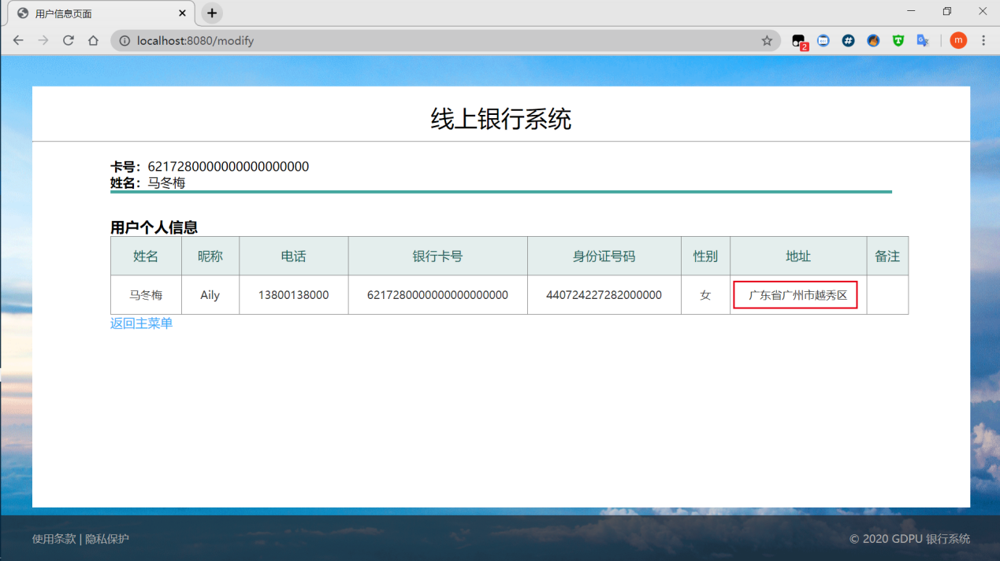 用户信息页面
localhost:8080/modify
2
m
线上银行系统
卡号：6217280000000000000000
姓名：马冬梅
用户个人信息
姓名 昵称 电话 银行卡号 身份证号码 性别 地址 备注
马冬梅 Aily 13800138000 6217280000000000000000 440724227282000000 女 广东省广州市越秀区
返回主菜单
使用条款 | 隐私保护 © 2020 GDPU 银行系统